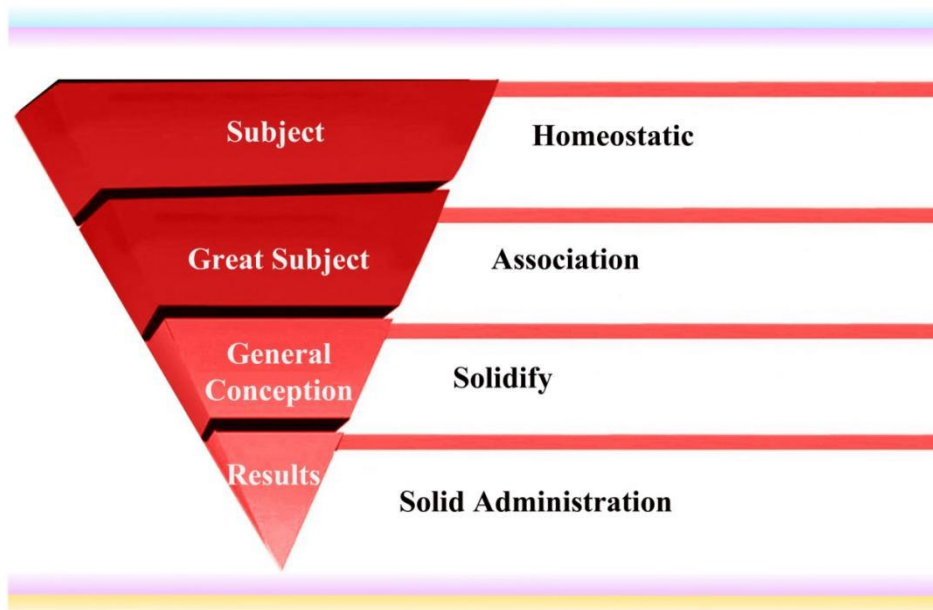 Subject
Homeostatic
Great Subject
Association
General
Conception
Solidify
Results
Solid Administration